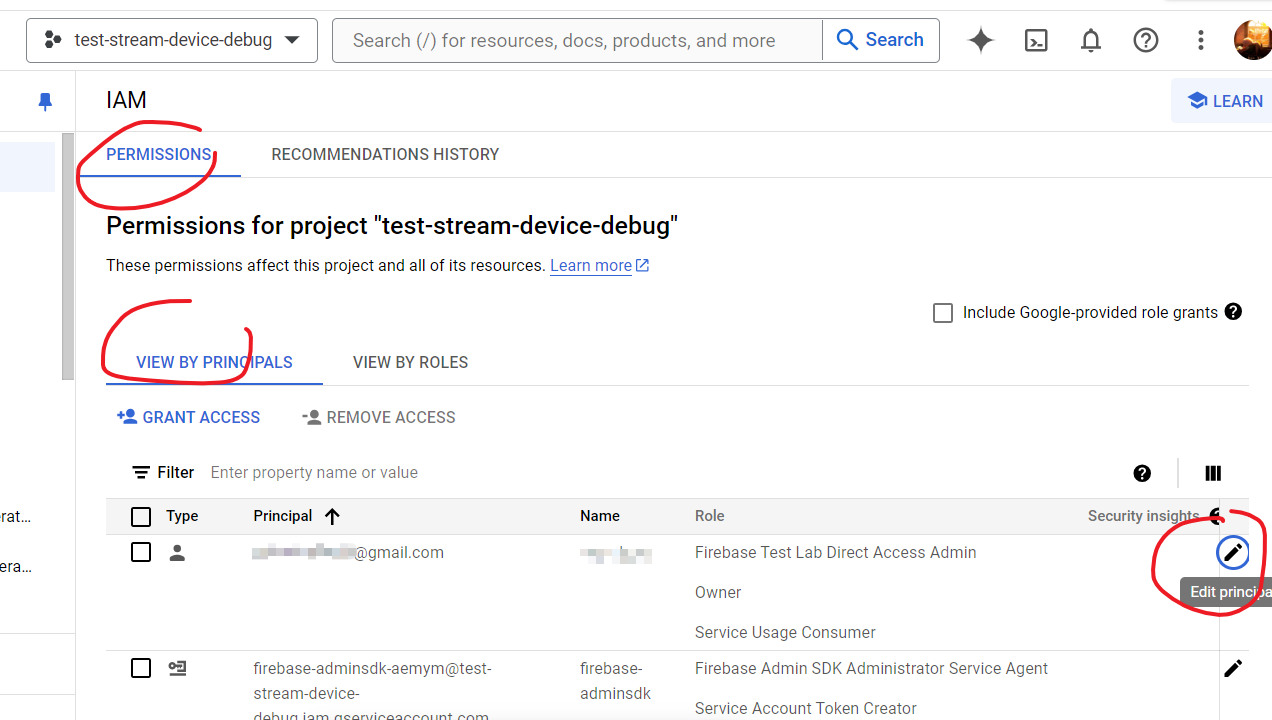 test-stream-device-debug
Search (/) for resources, docs, products, and more
Search
IAM
LEARN
PERMISSIONS
RECOMMENDATIONS HISTORY
Permissions for project "test-stream-device-debug"
These permissions affect this project and all of its resources. Learn more
Include Google-provided role grants
VIEW BY PRINCIPALS
VIEW BY ROLES
GRANT ACCESS
REMOVE ACCESS
Filter Enter property name or value
Type Principal Name Role Security insights
@gmail.com Firebase Test Lab Direct Access Admin
Edit principa
Owner
Service Usage Consumer
erat...
era...
firebase-adminsdk-aemym@test-
stream-device-
debug.iam.gserviceaccount.com
firebase-
adminsdk
Firebase Admin SDK Administrator Service Agent
Service Account Token Creator